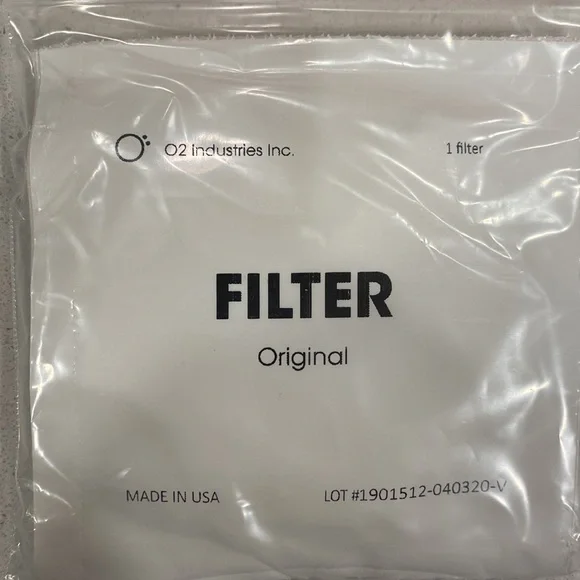 O2 Industries Inc.
1 filter
FILTER
Original
MADE IN USA
LOT #1901512-040320-V